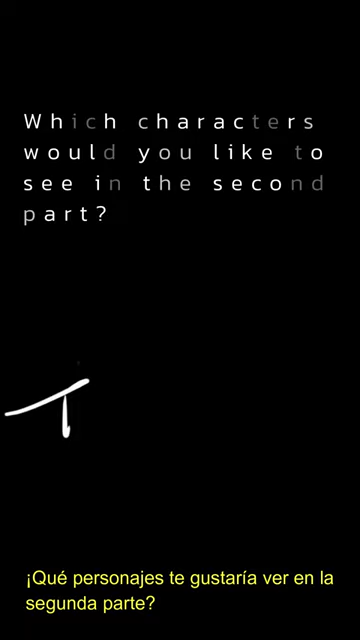 Which characters
would you like to
see in the second
part?
T
¡Qué personajes te gustaría ver en la
segunda parte?